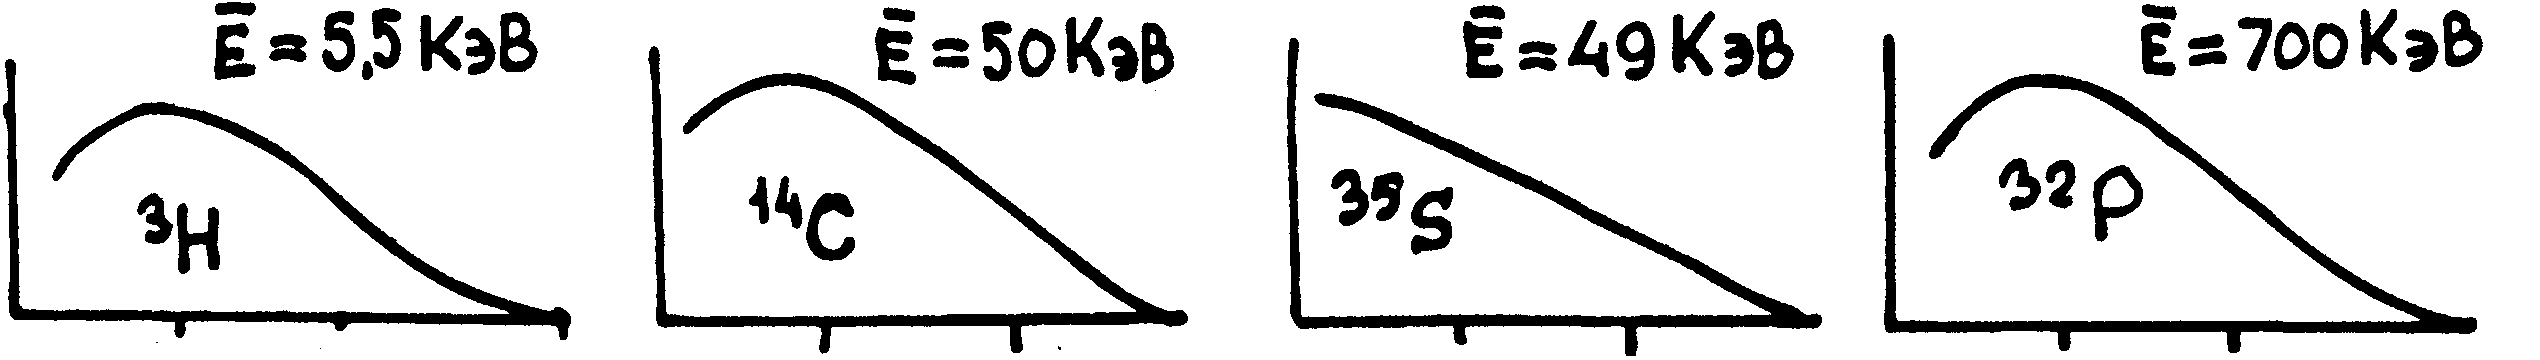 Ē = 5,5 КэВ
³H
Ē = 50 КэВ
¹⁴C
Ē = 49 КэВ
³⁵S
Ē = 700 КэВ
³²P